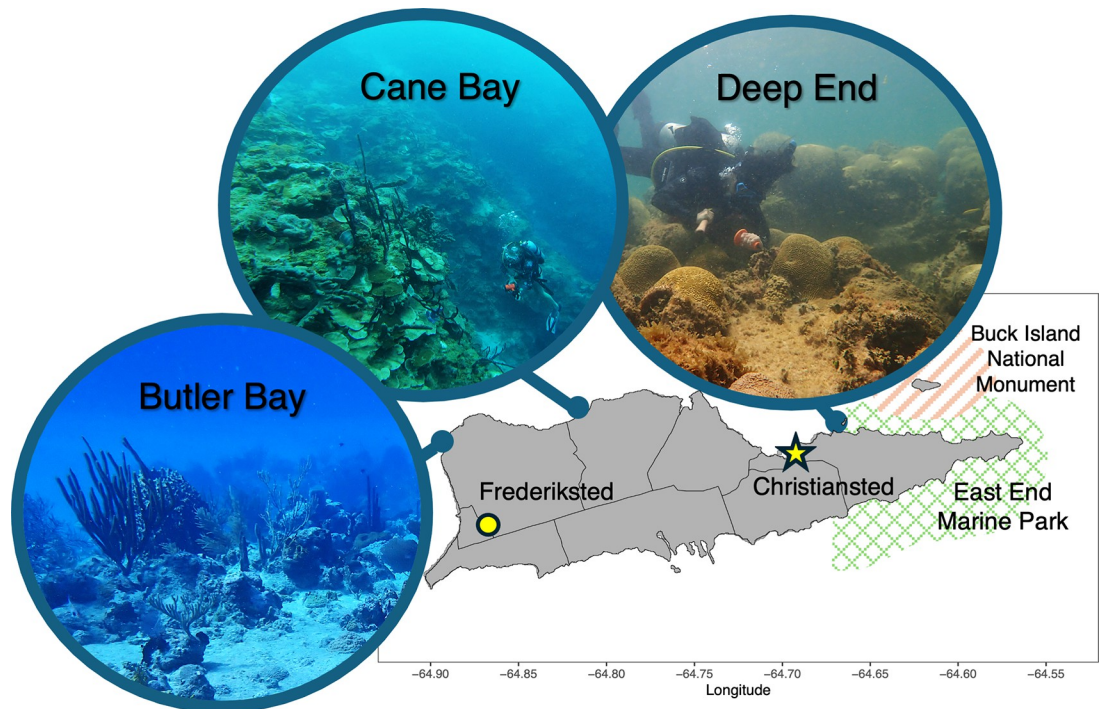 Cane Bay
Deep End
Butler Bay
Buck Island
National
Monument
Frederiksted
Christiansted
East End
Marine Park
−64.90
−64.85
−64.80
−64.75
−64.70
−64.65
−64.60
−64.55
Longitude